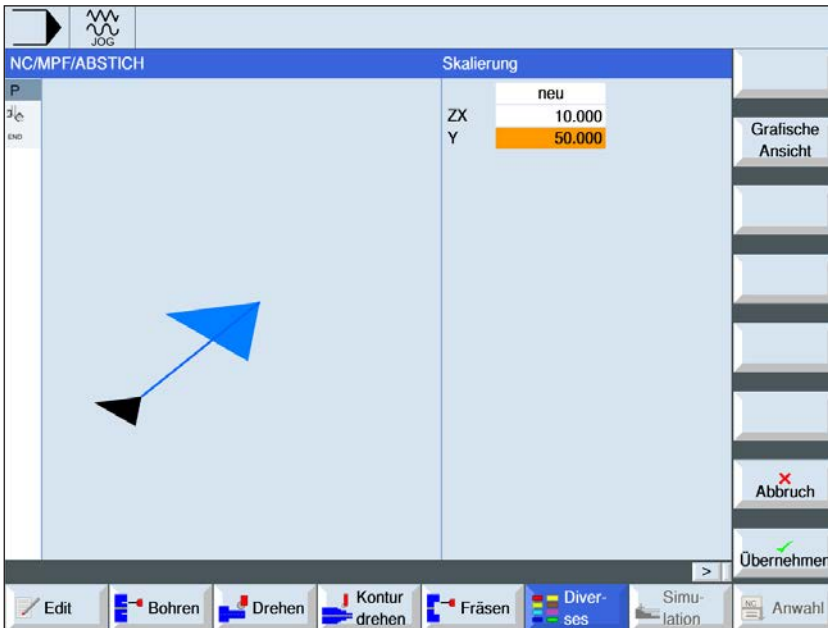 JOG
NC/MPF/ABSTICH
Skalierung
P
END
neu
ZX 10.000
Y 50.000
Grafische
Ansicht
Abbruch
Übernehmen
>
Edit
Bohren
Drehen
Kontur
drehen
Fräsen
Diver-
ses
Simu-
lation
NC
Anwahl